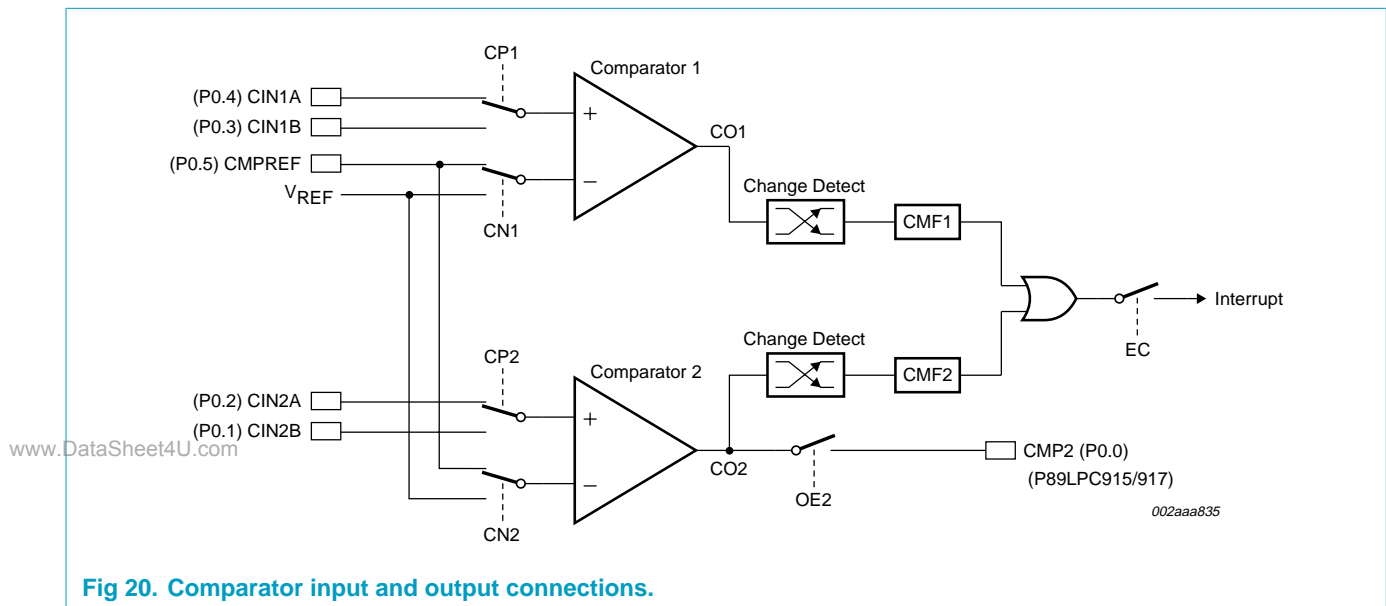 CP1
Comparator 1
(P0.4) CIN1A
+
(P0.3) CIN1B
CO1
(P0.5) CMPREF
Change Detect
VREF
−
CMF1
CN1
Interrupt
Change Detect
EC
CP2
Comparator 2
CMF2
(P0.2) CIN2A
+
(P0.1) CIN2B
www.DataSheet4U.com
CMP2 (P0.0)
CO2
−
(P89LPC915/917)
OE2
002aaa835
CN2
Fig 20. Comparator input and output connections.